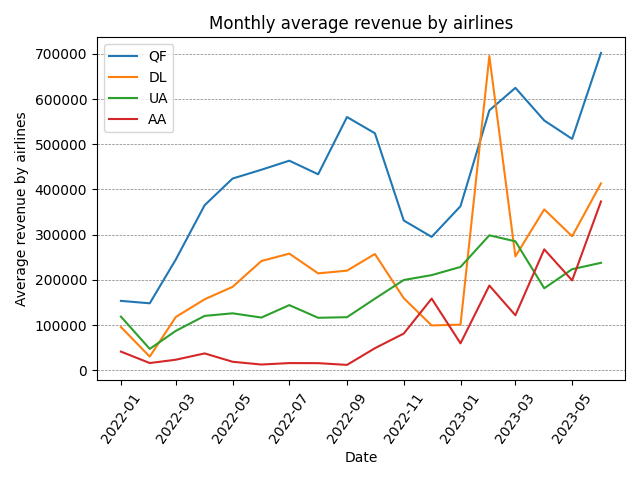 Monthly average revenue by airlines
QF
DL
UA
AA
Average revenue by airlines
700000
600000
500000
400000
300000
200000
100000
0
2022-01
2022-03
2022-05
2022-07
2022-09
2022-11
2023-01
2023-03
2023-05
Date